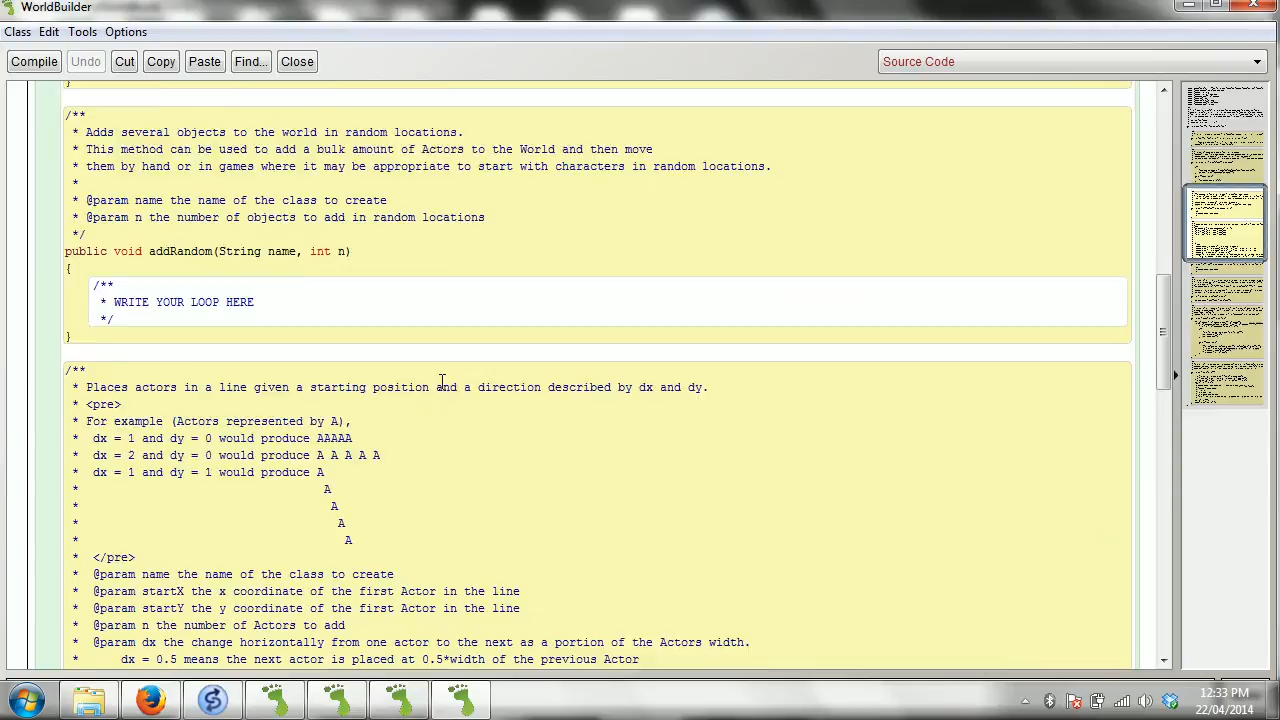 WorldBuilder
Class Edit Tools Options
Compile Undo Cut Copy Paste Find... Close Source Code
}
/**
* Adds several objects to the world in random locations.
* This method can be used to add a bulk amount of Actors to the World and then move
* them by hand or in games where it may be appropriate to start with characters in random locations.
*
* @param name the name of the class to create
* @param n the number of objects to add in random locations
*/
public void addRandom(String name, int n)
{
/**
* WRITE YOUR LOOP HERE
*/
}
/**
* Places actors in a line given a starting position and a direction described by dx and dy.
* <pre>
* For example (Actors represented by A),
* dx = 1 and dy = 0 would produce AAAAA
* dx = 2 and dy = 0 would produce A A A A A
* dx = 1 and dy = 1 would produce A
* A
* A
* A
* A
* </pre>
* @param name the name of the class to create
* @param startX the x coordinate of the first Actor in the line
* @param startY the y coordinate of the first Actor in the line
* @param n the number of Actors to add
* @param dx the change horizontally from one actor to the next as a portion of the Actors width.
* dx = 0.5 means the next actor is placed at 0.5*width of the previous Actor
12:33 PM
22/04/2014